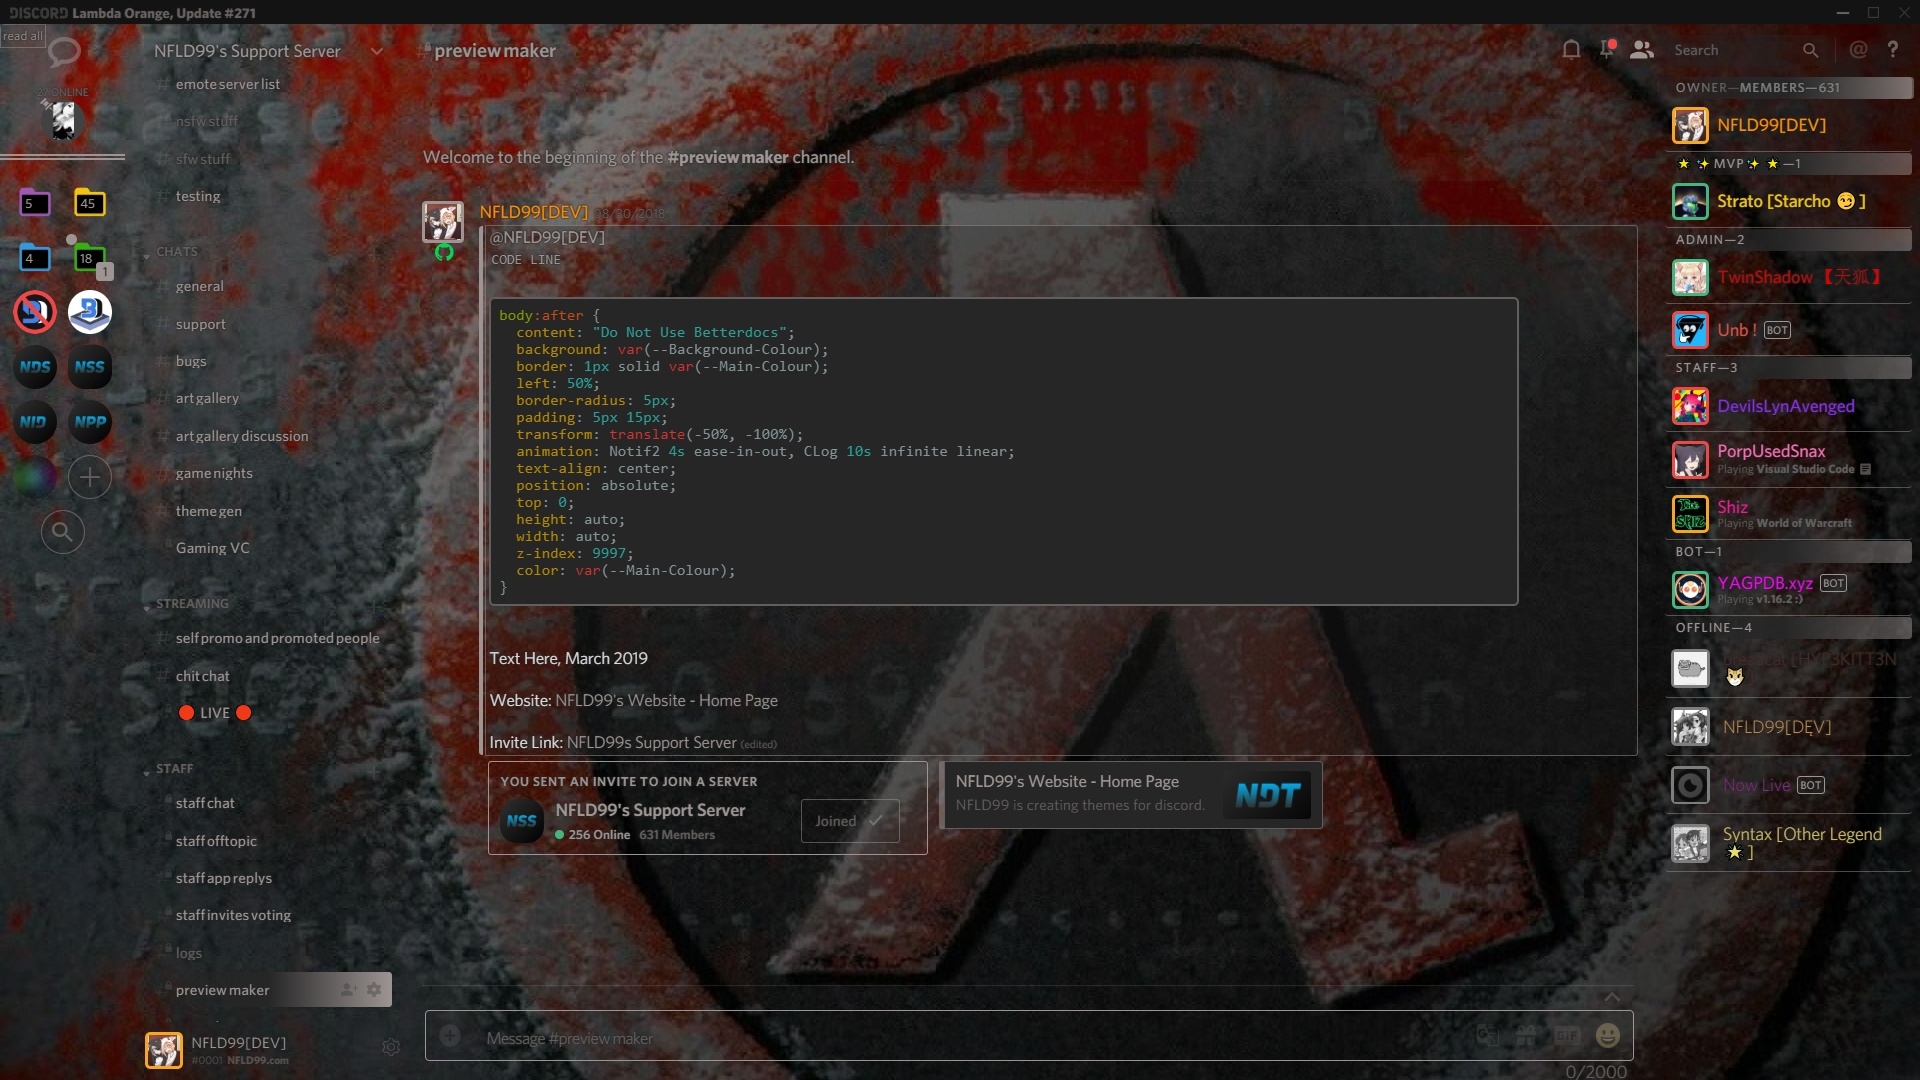 DISCORD Lambda Orange, Update #271
read all
27 ONLINE
5
45
4
18
1
NDS
NSS
NID
NPP
NFLD99's Support Server
emote server list
nsfw stuff
sfw stuff
testing
CHATS
general
support
bugs
art gallery
art gallery discussion
game nights
theme gen
Gaming VC
STREAMING
self promo and promoted people
chit chat
LIVE
STAFF
staff chat
staff offtopic
staff app replys
staff invites voting
logs
preview maker
NFLD99[DEV]
#0001 NFLD99.com
preview maker
Search
Welcome to the beginning of the #preview maker channel.
NFLD99[DEV] 08/30/2018
@NFLD99[DEV]
CODE LINE
body:after {
content: "Do Not Use Betterdocs";
background: var(--Background-Colour);
border: 1px solid var(--Main-Colour);
left: 50%;
border-radius: 5px;
padding: 5px 15px;
transform: translate(-50%, -100%);
animation: Notif2 4s ease-in-out, CLog 10s infinite linear;
text-align: center;
position: absolute;
top: 0;
height: auto;
width: auto;
z-index: 9997;
color: var(--Main-Colour);
}
Text Here, March 2019
Website: NFLD99's Website - Home Page
Invite Link: NFLD99s Support Server (edited)
YOU SENT AN INVITE TO JOIN A SERVER
NSS
NFLD99's Support Server
256 Online 631 Members
Joined
NFLD99's Website - Home Page
NFLD99 is creating themes for discord.
NDT
Message #preview maker
GIF
0/2000
OWNER—MEMBERS—631
NFLD99[DEV]
⭐✨MVP✨⭐—1
Strato [Starcho 😏]
ADMIN—2
TwinShadow 【天狐】
Unb ! BOT
STAFF—3
DevilsLynAvenged
PorpUsedSnax
Playing Visual Studio Code
Shiz
Playing World of Warcraft
BOT—1
YAGPDB.xyz BOT
Playing v1.16.2 :)
OFFLINE—4
[HYP3KITT3N
NFLD99[DEV]
Now Live BOT
Syntax [Other Legend
🌟]